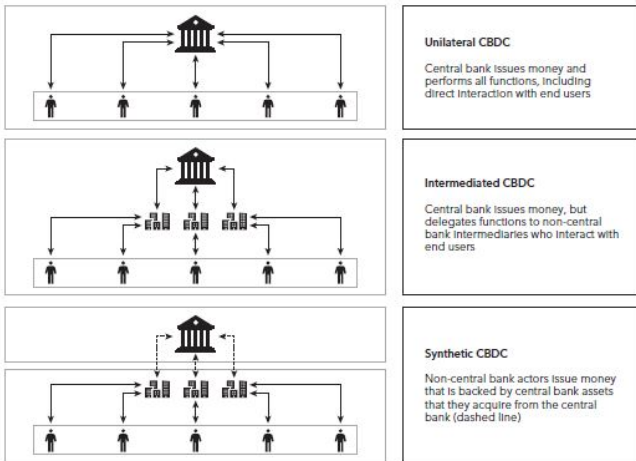 Unilateral CBDC
Central bank issues money and
performs all functions, including
direct interaction with end users
Intermediated CBDC
Central bank issues money, but
delegates functions to non-central
bank intermediaries who interact with
end users
Synthetic CBDC
Non-central bank actors issue money
that is backed by central bank assets
that they acquire from the central
bank (dashed line)